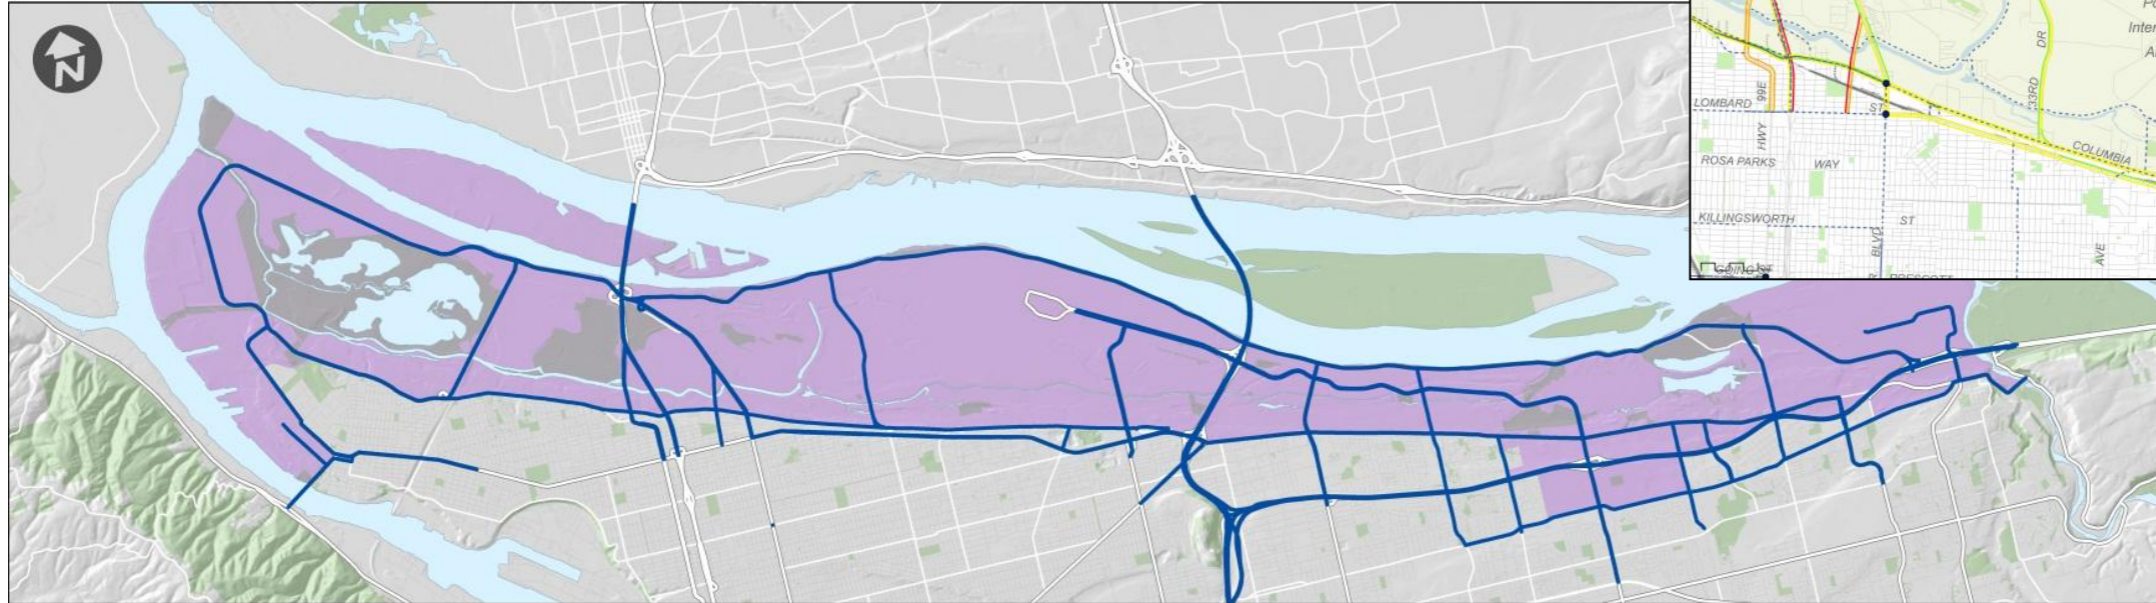 N
DR
33RD
LOMBARD
ST
99E
HWY
COLUMBIA
ROSA PARKS
WAY
KILLINGSWORTH
ST
BLVD
AVE